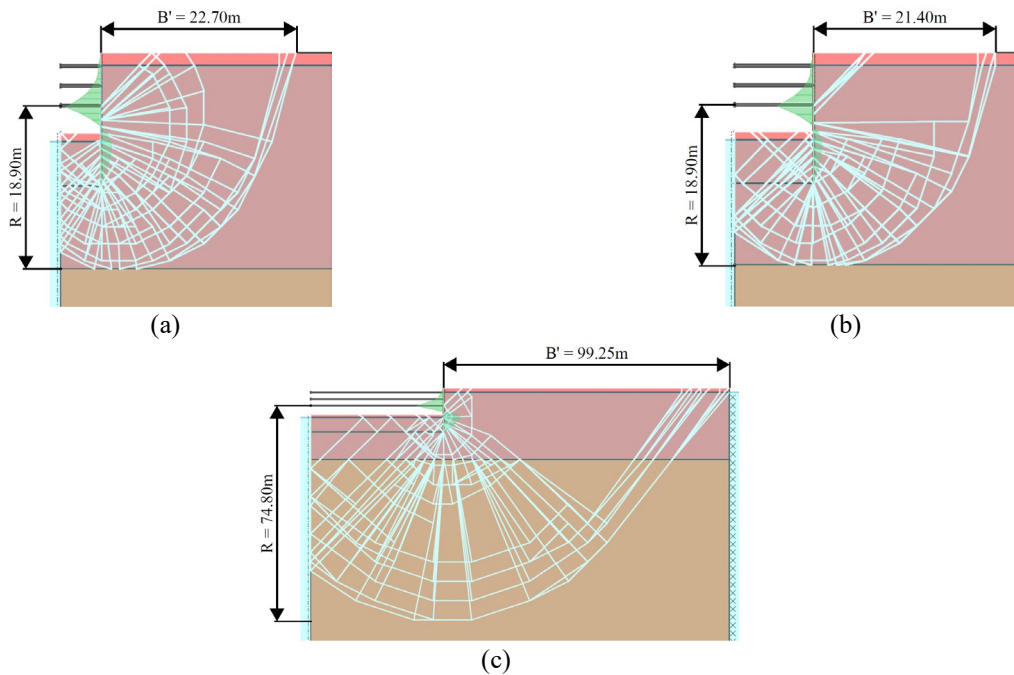 B' = 22.70m
R = 18.90m
(a)
B' = 21.40m
R = 18.90m
(b)
B' = 99.25m
R = 74.80m
(c)